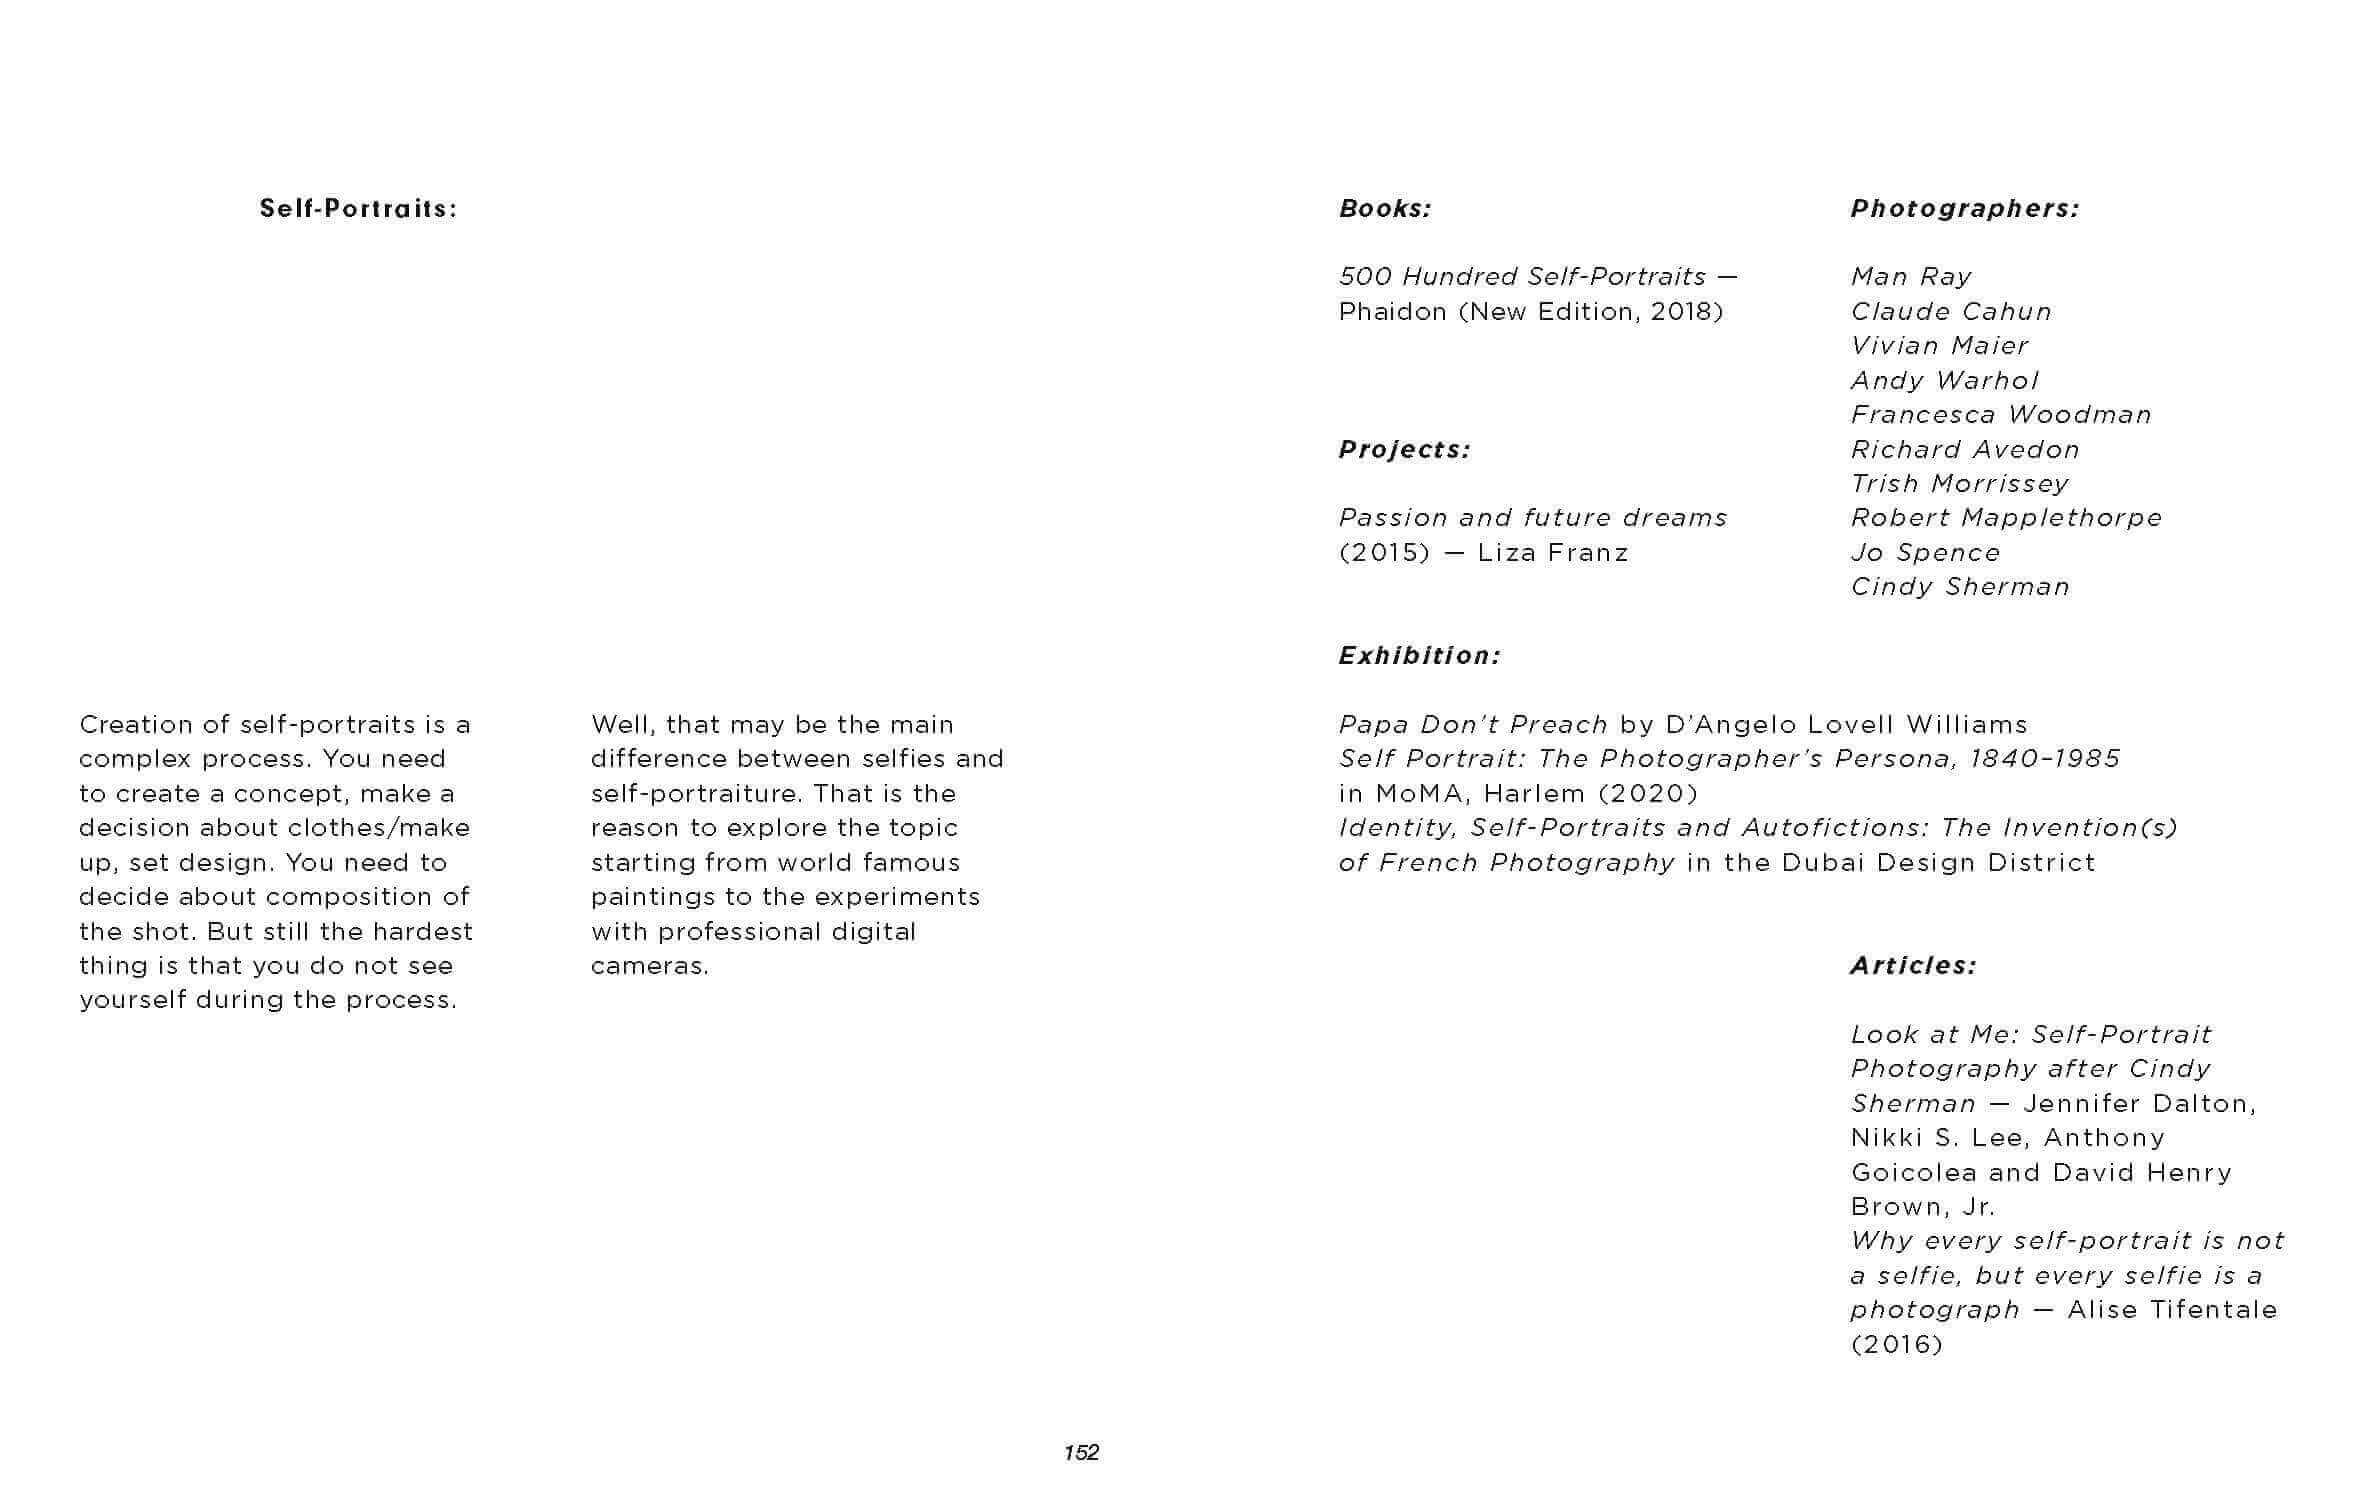 Self-Portraits:
Creation of self-portraits is a
complex process. You need
to create a concept, make a
decision about clothes/make
up, set design. You need to
decide about composition of
the shot. But still the hardest
thing is that you do not see
yourself during the process.
Well, that may be the main
difference between selfies and
self-portraiture. That is the
reason to explore the topic
starting from world famous
paintings to the experiments
with professional digital
cameras.
152
Books:
500 Hundred Self-Portraits —
Phaidon (New Edition, 2018)
Projects:
Passion and future dreams
(2015) — Liza Franz
Photographers:
Man Ray
Claude Cahun
Vivian Maier
Andy Warhol
Francesca Woodman
Richard Avedon
Trish Morrissey
Robert Mapplethorpe
Jo Spence
Cindy Sherman
Exhibition:
Papa Don't Preach by D'Angelo Lovell Williams
Self Portrait: The Photographer's Persona, 1840–1985
in MoMA, Harlem (2020)
Identity, Self-Portraits and Autofictions: The Invention(s)
of French Photography in the Dubai Design District
Articles:
Look at Me: Self-Portrait
Photography after Cindy
Sherman — Jennifer Dalton,
Nikki S. Lee, Anthony
Goicolea and David Henry
Brown, Jr.
Why every self-portrait is not
a selfie, but every selfie is a
photograph — Alise Tifentale
(2016)